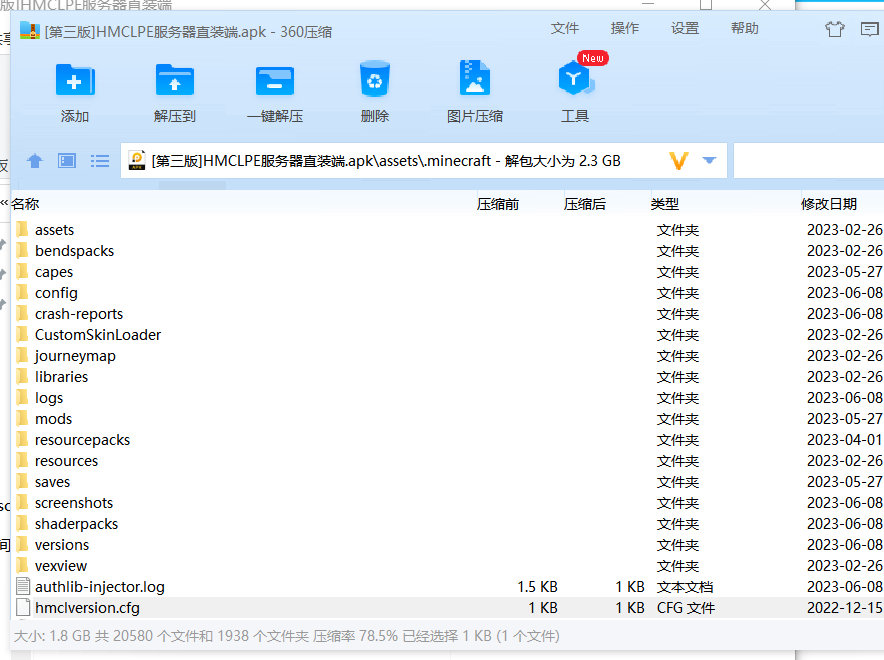 版]HMCLPE服务器直装端
[第三版]HMCLPE服务器直装端.apk - 360压缩
文件 操作 设置 帮助
New
添加 解压到 一键解压 删除 图片压缩 工具
[第三版]HMCLPE服务器直装端.apk\assets\.minecraft - 解包大小为 2.3 GB
名称 压缩前 压缩后 类型 修改日期
assets 文件夹 2023-02-26
bendspacks 文件夹 2023-02-26
capes 文件夹 2023-05-27
config 文件夹 2023-06-08
crash-reports 文件夹 2023-06-08
CustomSkinLoader 文件夹 2023-02-26
journeymap 文件夹 2023-02-26
libraries 文件夹 2023-02-26
logs 文件夹 2023-06-08
mods 文件夹 2023-05-27
resourcepacks 文件夹 2023-04-01
resources 文件夹 2023-02-26
saves 文件夹 2023-05-27
screenshots 文件夹 2023-06-08
shaderpacks 文件夹 2023-06-08
versions 文件夹 2023-06-08
vexview 文件夹 2023-02-26
authlib-injector.log 1.5 KB 1 KB 文本文档 2023-06-08
hmclversion.cfg 1 KB 1 KB CFG 文件 2022-12-15
大小: 1.8 GB 共 20580 个文件和 1938 个文件夹 压缩率 78.5% 已经选择 1 KB (1 个文件)